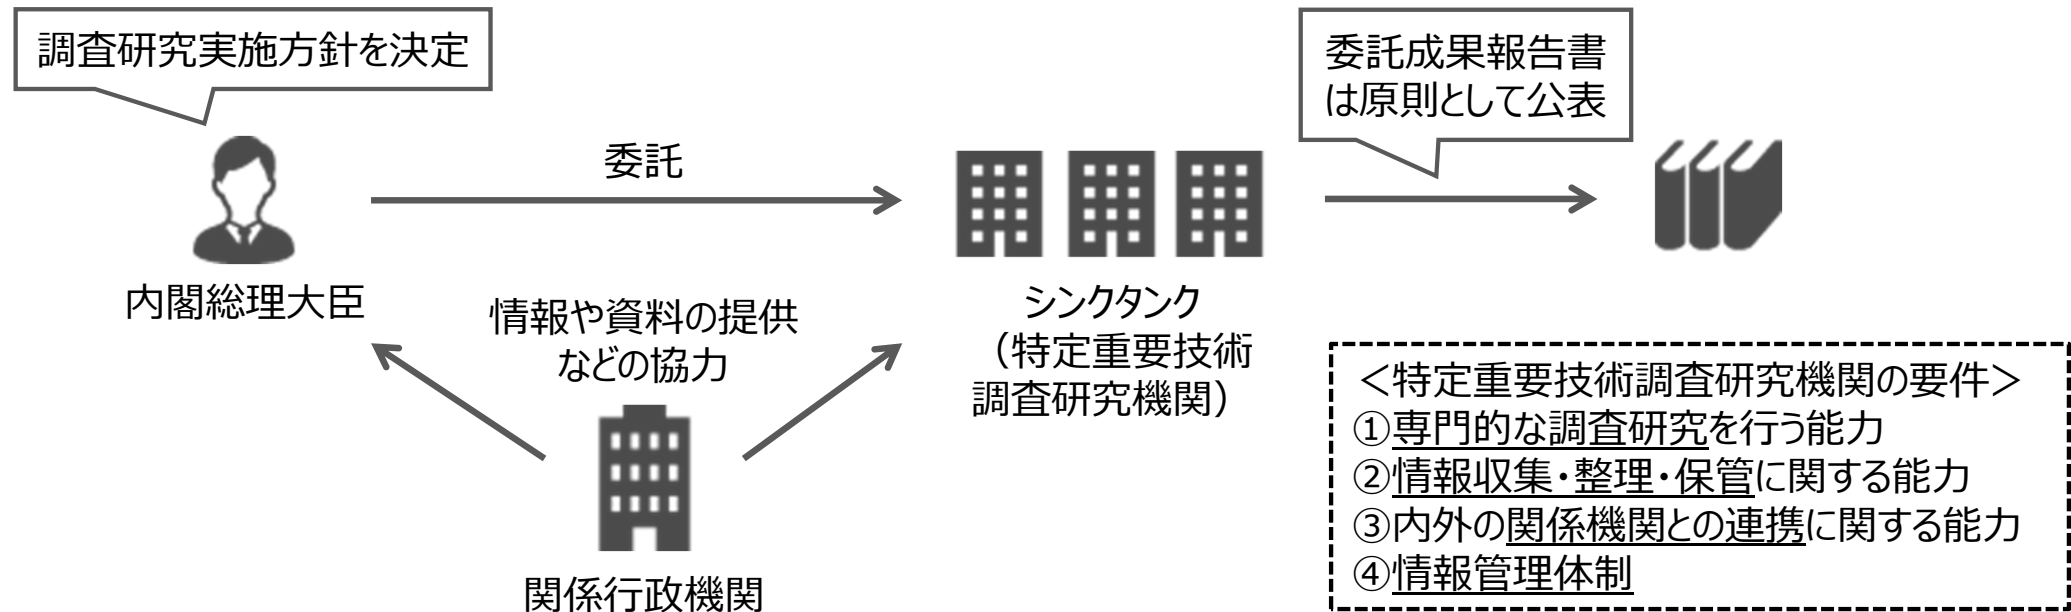 調査研究実施方針を決定
委託成果報告書
は原則として公表
委託
内閣総理大臣
情報や資料の提供
などの協力
シンクタンク
（特定重要技術
調査研究機関）
関係行政機関
＜特定重要技術調査研究機関の要件＞
①専門的な調査研究を行う能力
②情報収集・整理・保管に関する能力
③内外の関係機関との連携に関する能力
④情報管理体制